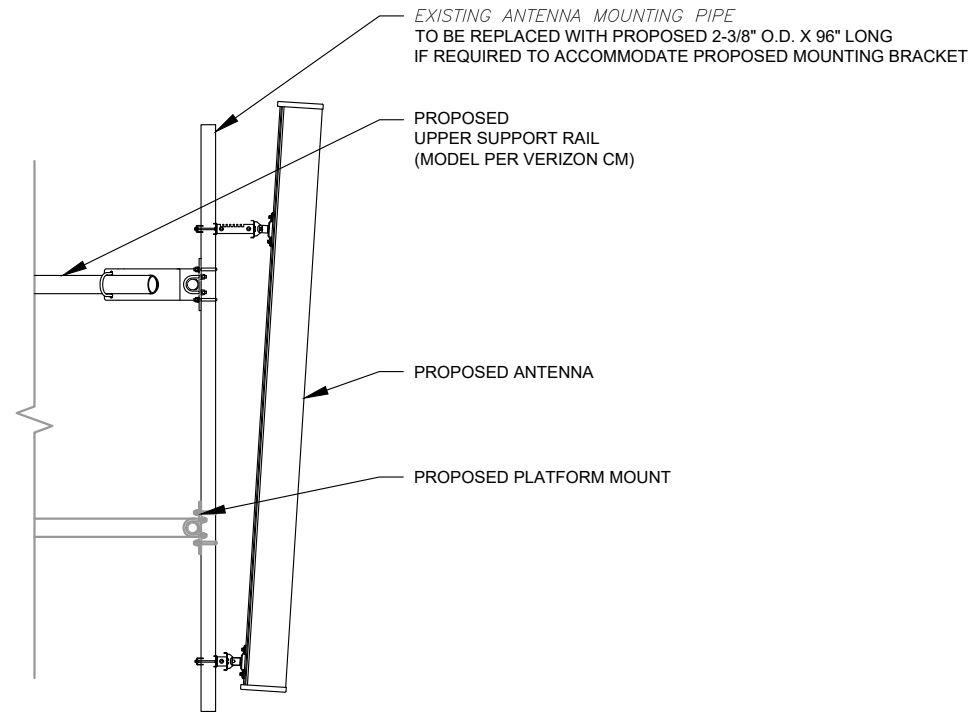 EXISTING ANTENNA MOUNTING PIPE
TO BE REPLACED WITH PROPOSED 2-3/8" O.D. X 96" LONG
IF REQUIRED TO ACCOMMODATE PROPOSED MOUNTING BRACKET
PROPOSED
UPPER SUPPORT RAIL
(MODEL PER VERIZON CM)
PROPOSED ANTENNA
PROPOSED PLATFORM MOUNT